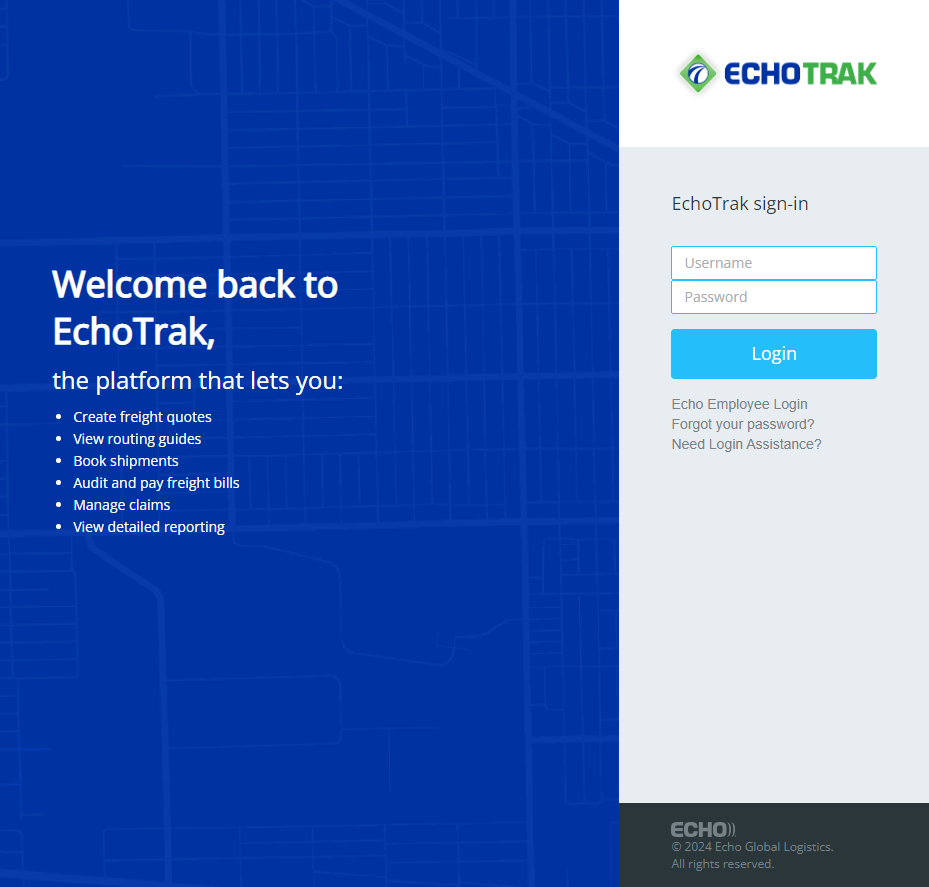 Welcome back to
EchoTrak,
the platform that lets you:
• Create freight quotes
• View routing guides
• Book shipments
• Audit and pay freight bills
• Manage claims
• View detailed reporting
ECHOTRAK
EchoTrak sign-in
Username
Password
Login
Echo Employee Login
Forgot your password?
Need Login Assistance?
ECHO
© 2024 Echo Global Logistics.
All rights reserved.